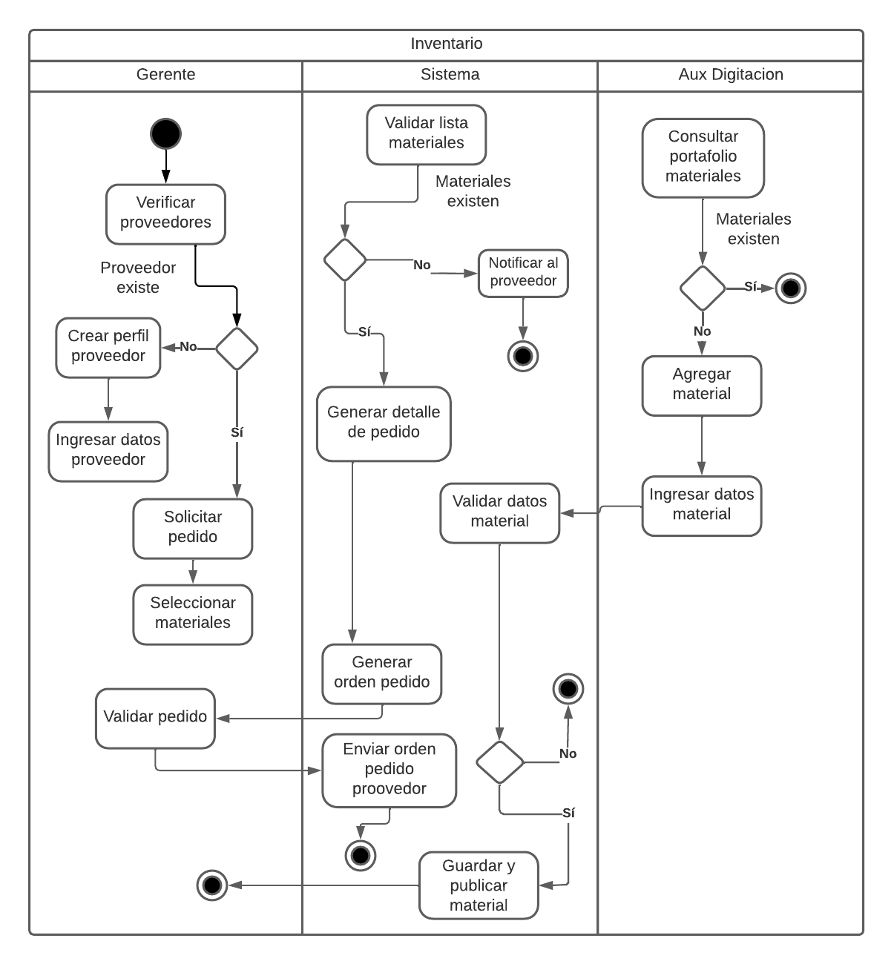 Inventario
Gerente
Sistema
Aux Digitacion
Verificar
proveedores
Proveedor
existe
Crear perfil
proveedor
No
Ingresar datos
proveedor
Sí
Solicitar
pedido
Seleccionar
materiales
Validar pedido
Validar lista
materiales
Materiales
existen
No
Notificar al
proveedor
Sí
Generar detalle
de pedido
Validar datos
material
Generar
orden pedido
Enviar orden
pedido
proovedor
No
Sí
Guardar y
publicar
material
Consultar
portafolio
materiales
Materiales
existen
Sí
No
Agregar
material
Ingresar datos
material